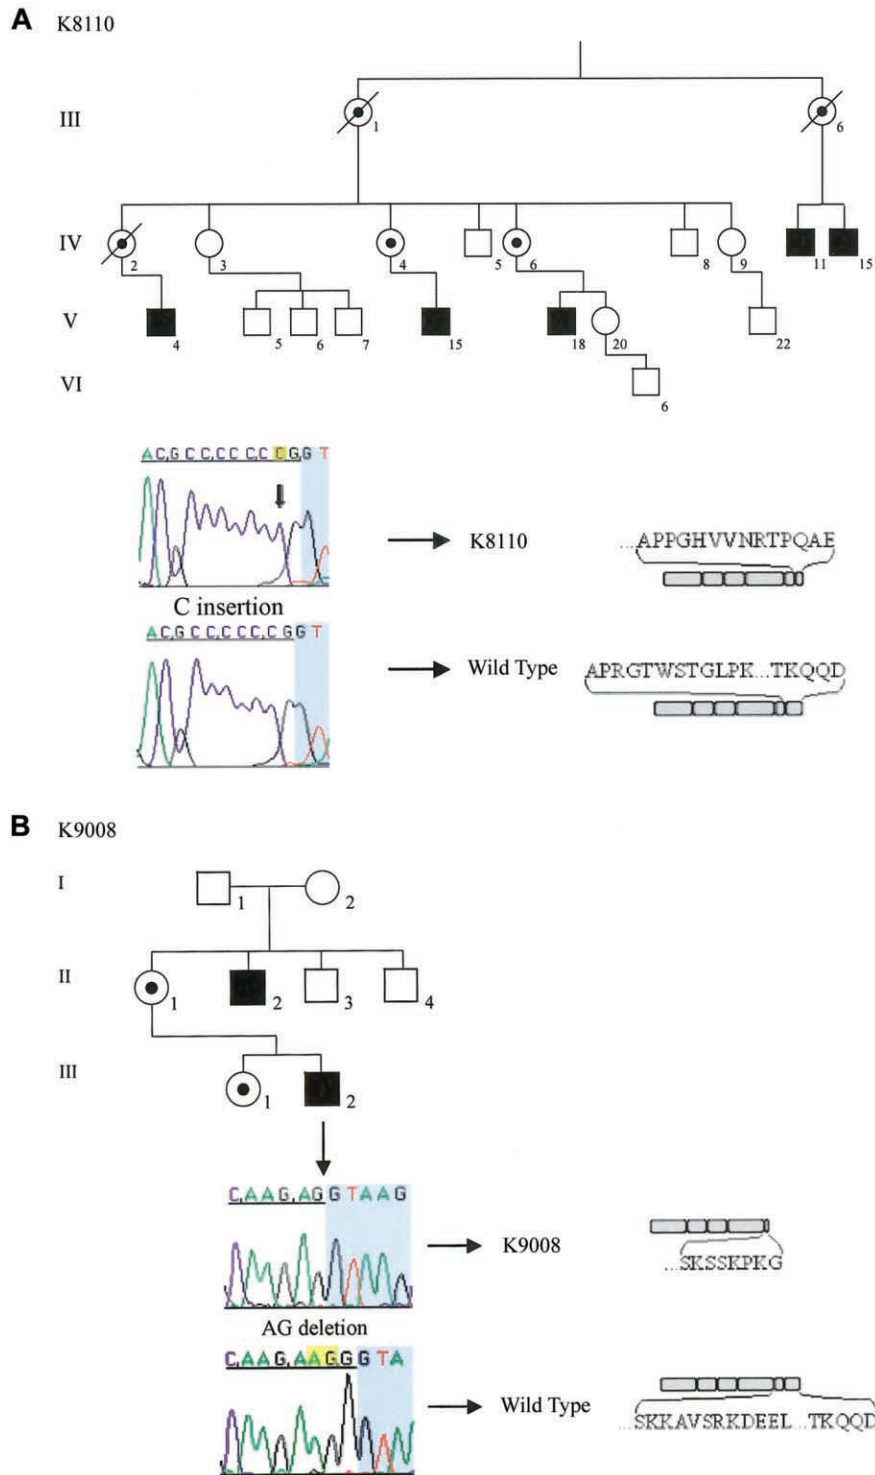 A K8110
III
1 6
IV
2 3 4 5 6 8 9 11 15
V
4 5 6 7 15 18 20 22
VI
6
ACGCCCCCCCGGT
K8110
...APPGHVVNRTPQAE
C insertion
ACGCCCCCCGGT
Wild Type
APRGTWSTGLPK...TKQQD
B K9008
I
1 2
II
1 2 3 4
III
1 2
CAAGAGGTAAG
K9008
...SKSSKPKG
AG deletion
CAAGAAGGGTA
Wild Type
...SKKAVSRKDEEL...TKQQD